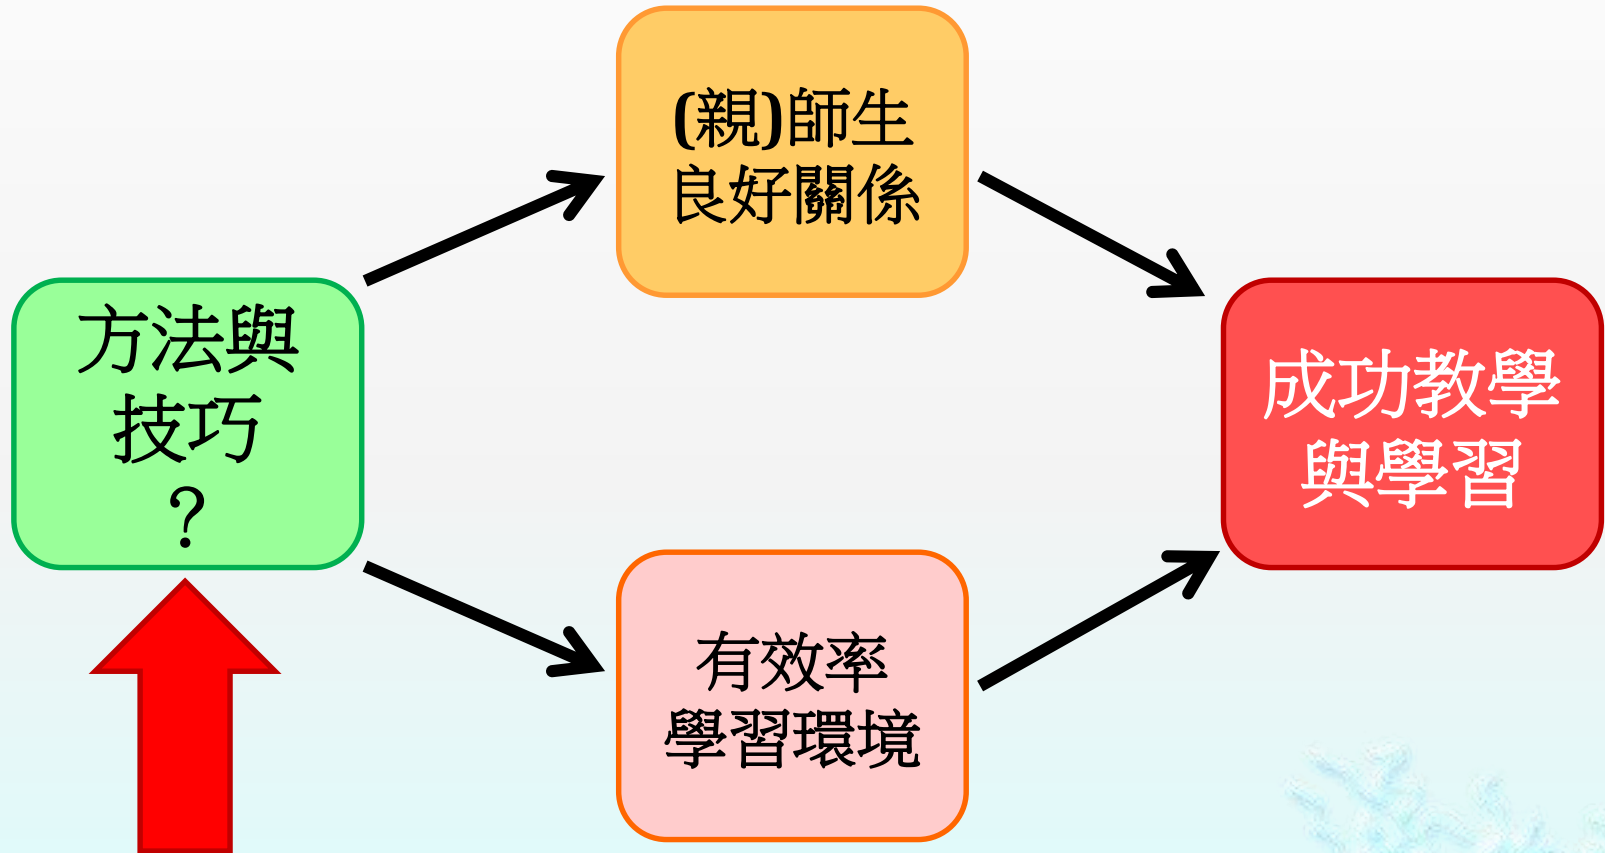 (親)師生
良好關係
方法與
技巧
?
成功教學
與學習
有效率
學習環境